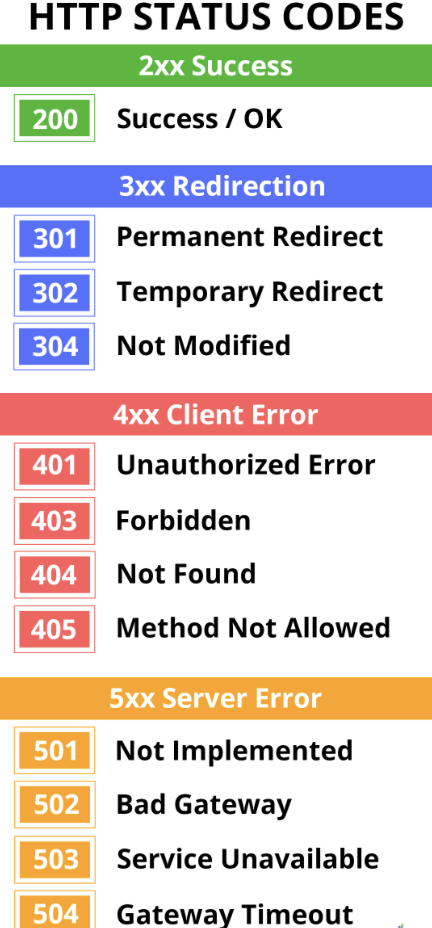 HTTP STATUS CODES
2xx Success
200 Success / OK
3xx Redirection
301 Permanent Redirect
302 Temporary Redirect
304 Not Modified
4xx Client Error
401 Unauthorized Error
403 Forbidden
404 Not Found
405 Method Not Allowed
5xx Server Error
501 Not Implemented
502 Bad Gateway
503 Service Unavailable
504 Gateway Timeout